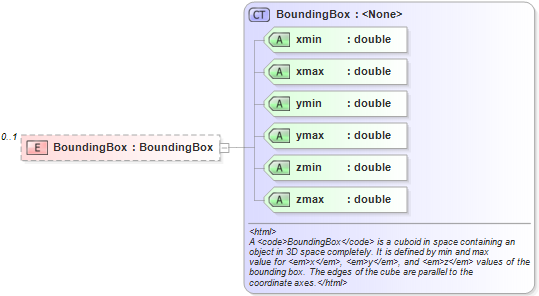 CT BoundingBox : <None>
A xmin : double
A xmax : double
A ymin : double
0..1
E BoundingBox : BoundingBox
A ymax : double
A zmin : double
A zmax : double
<html>
A <code>BoundingBox</code> is a cuboid in space containing an
object in 3D space completely. It is defined by min and max
value for <em>x</em>, <em>y</em>, and <em>z</em> values of the
bounding box. The edges of the cube are parallel to the
coordinate axes.</html>